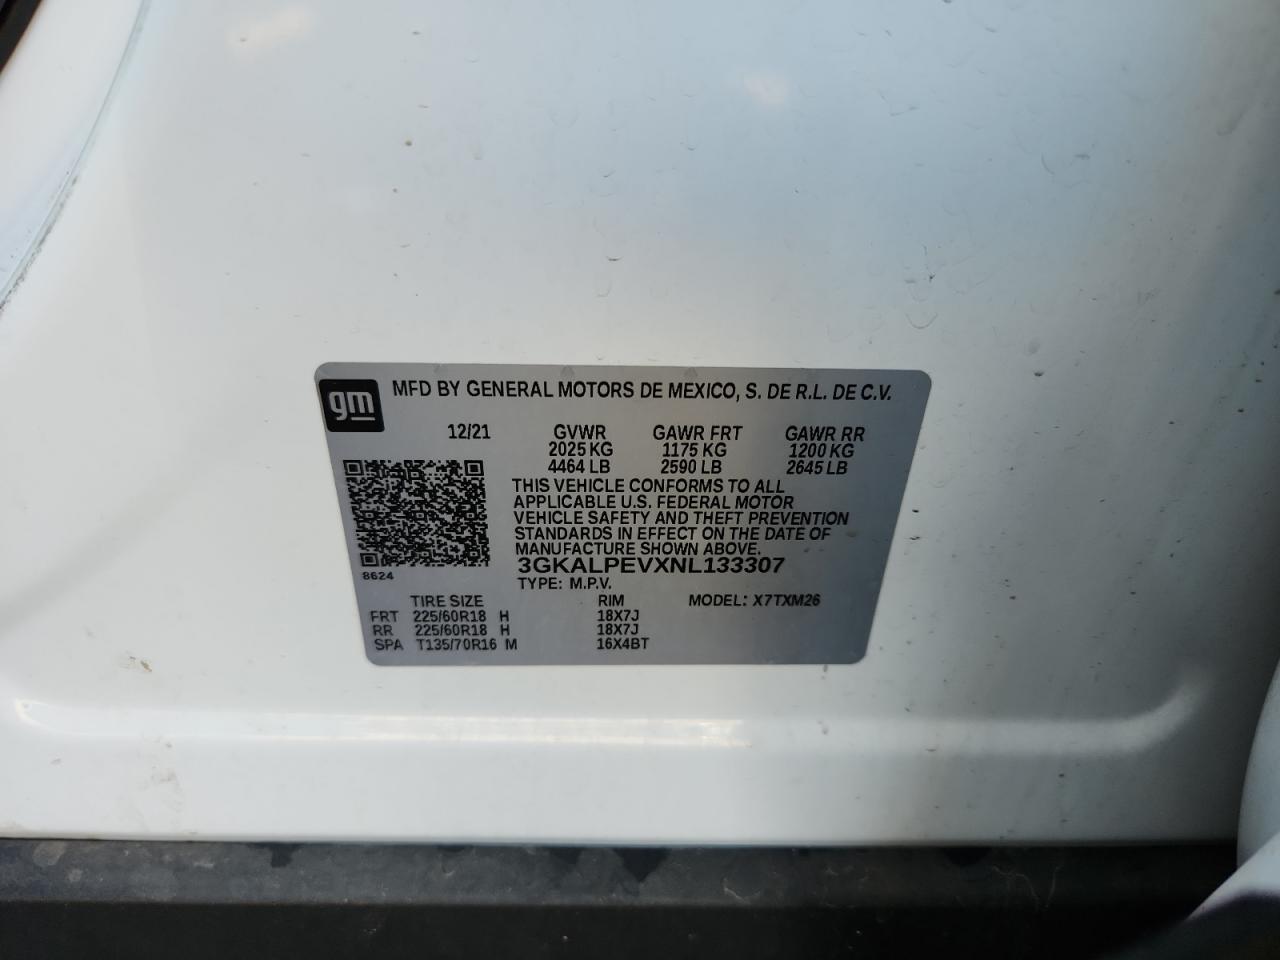 gm MFD BY GENERAL MOTORS DE MEXICO, S. DE R.L. DE C.V.
12/21 GVWR GAWR FRT GAWR RR
2025 KG 1175 KG 1200 KG
4464 LB 2590 LB 2645 LB
THIS VEHICLE CONFORMS TO ALL
APPLICABLE U.S. FEDERAL MOTOR
VEHICLE SAFETY AND THEFT PREVENTION
STANDARDS IN EFFECT ON THE DATE OF
MANUFACTURE SHOWN ABOVE.
3GKALPEVXNL133307
8624 TYPE: M.P.V.
TIRE SIZE RIM MODEL: X7TXM26
FRT 225/60R18 H 18X7J
RR 225/60R18 H 18X7J
SPA T135/70R16 M 16X4BT